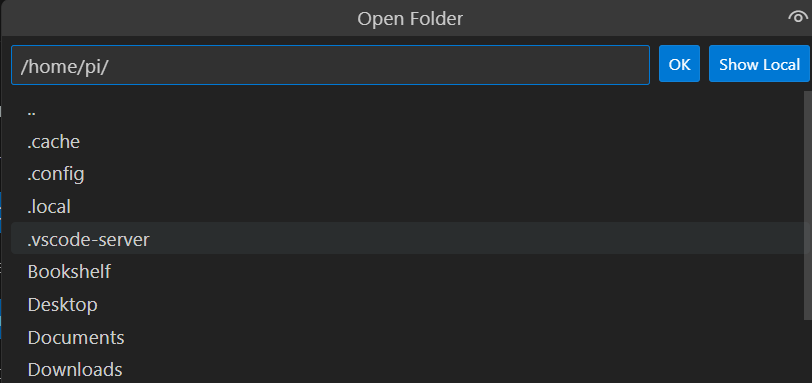 Open Folder
/home/pi/ OK Show Local
..
.cache
.config
.local
.vscode-server
Bookshelf
Desktop
Documents
Downloads